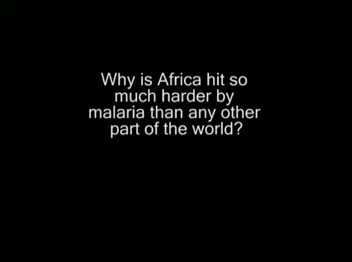 Why is Africa hit so
much harder by
malaria than any other
part of the world?